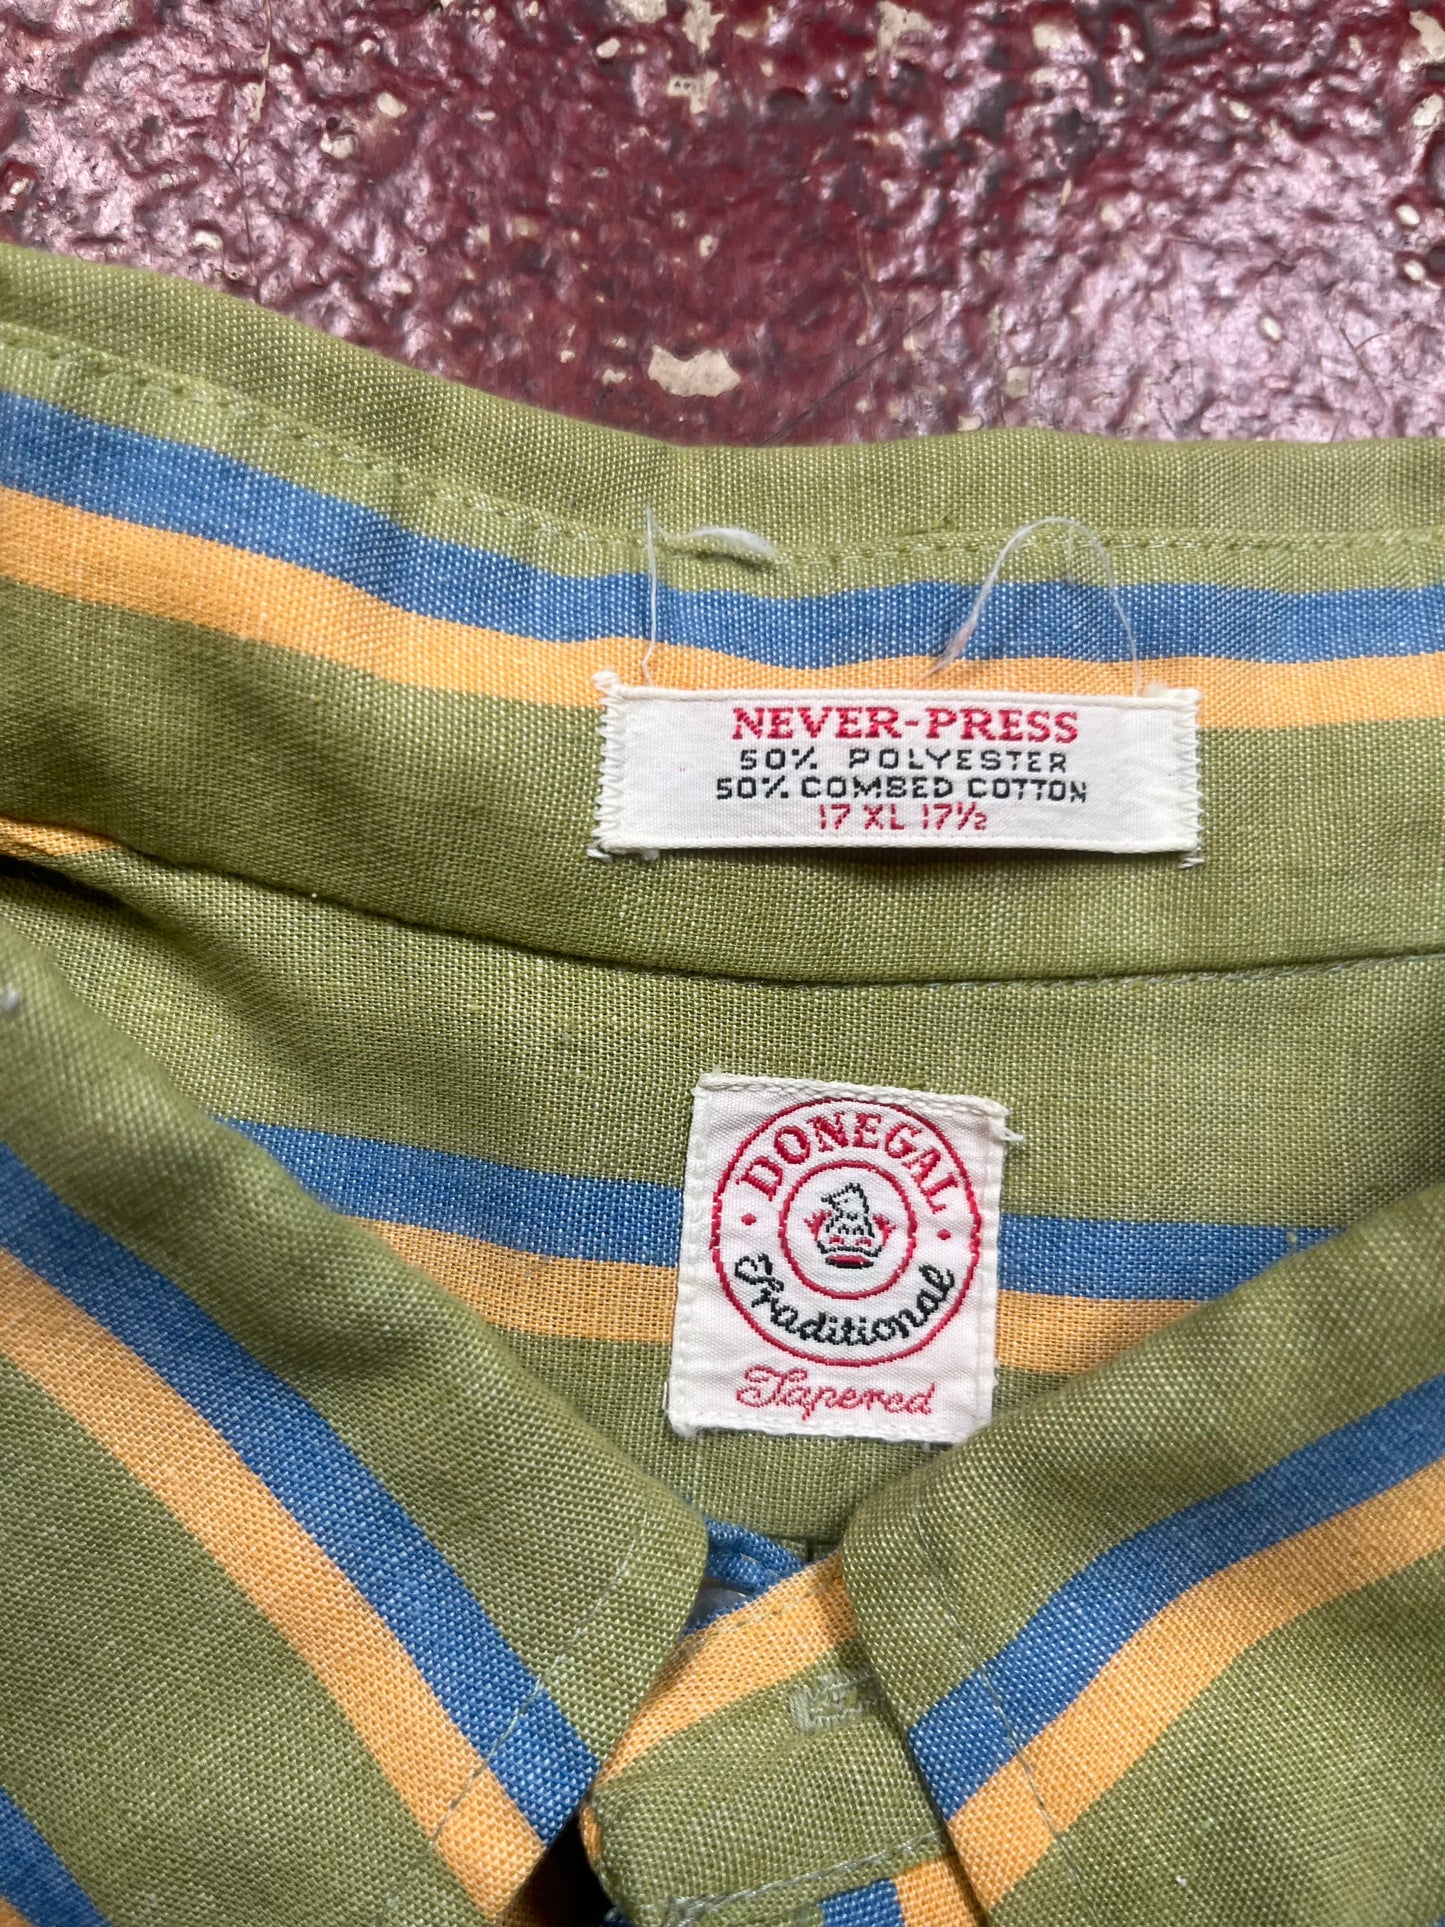 NEVER-PRESS
50% POLYESTER
50% COMBED COTTON
17 XL 17½
DONEGAL
Traditional
Tapered